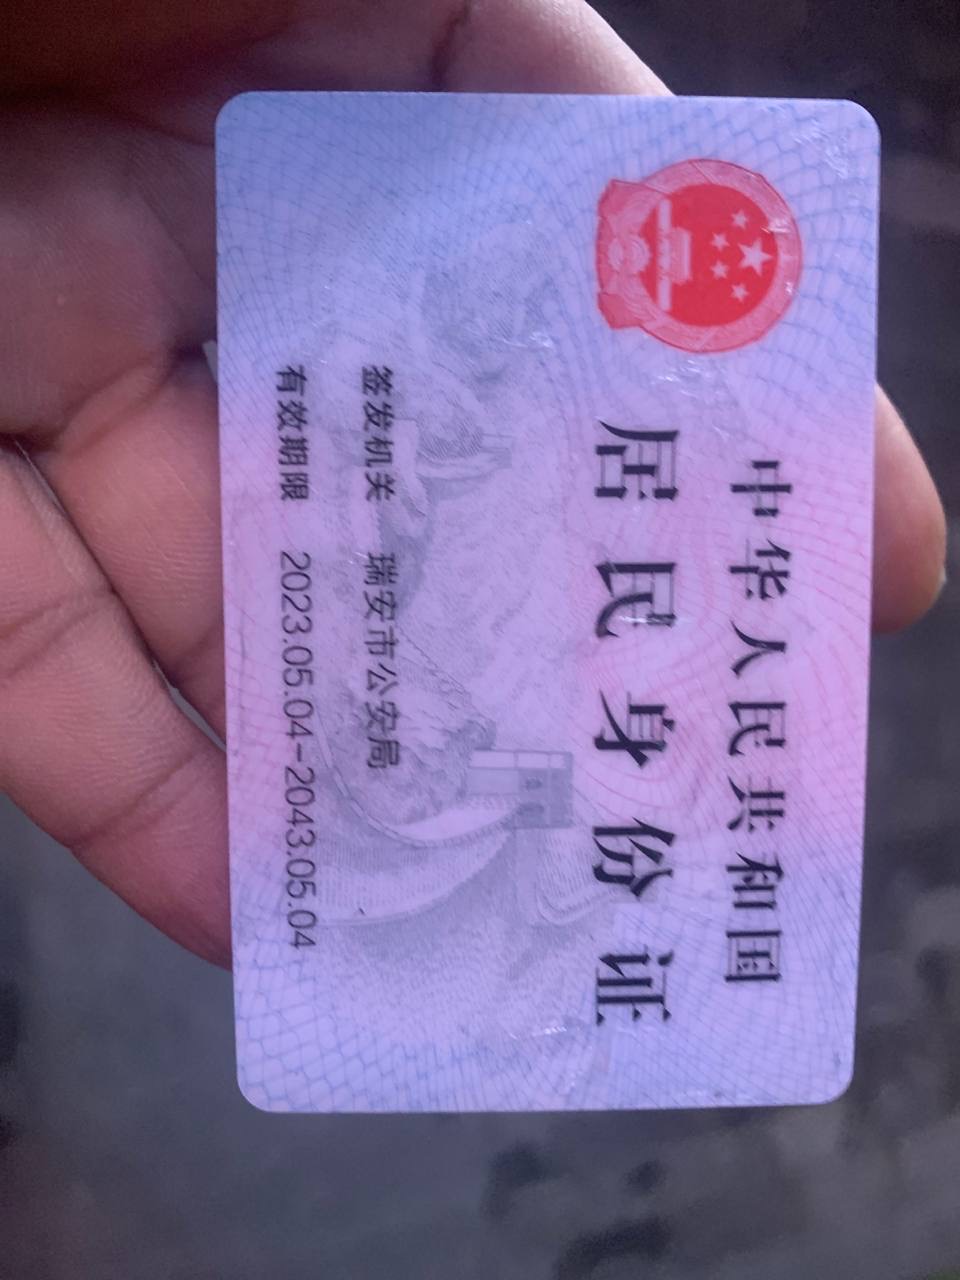 中华人民共和国
居民身份证
签发机关 瑞安市公安局
有效期限 2023.05.04-2043.05.04